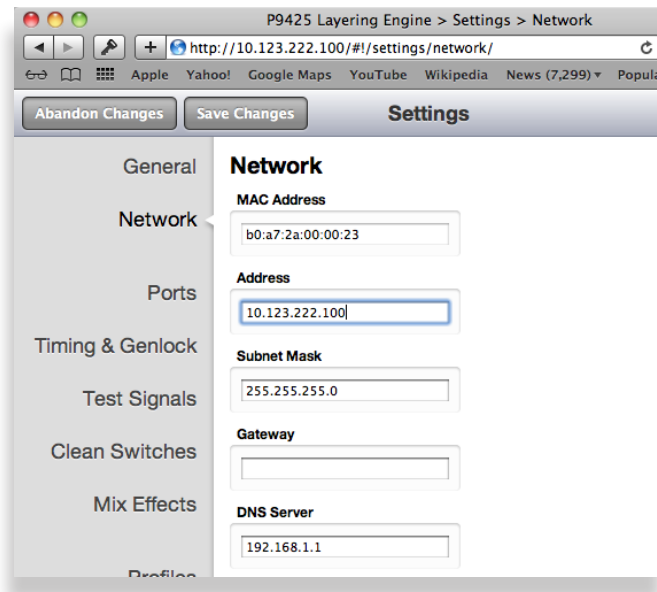 P9425 Layering Engine > Settings > Network
http://10.123.222.100/#!/settings/network/
Apple Yahoo! Google Maps YouTube Wikipedia News (7,299) Popula
Abandon Changes Save Changes Settings
General
Network
Ports
Timing & Genlock
Test Signals
Clean Switches
Mix Effects
Profiles
Network
MAC Address
b0:a7:2a:00:00:23
Address
10.123.222.100
Subnet Mask
255.255.255.0
Gateway
DNS Server
192.168.1.1